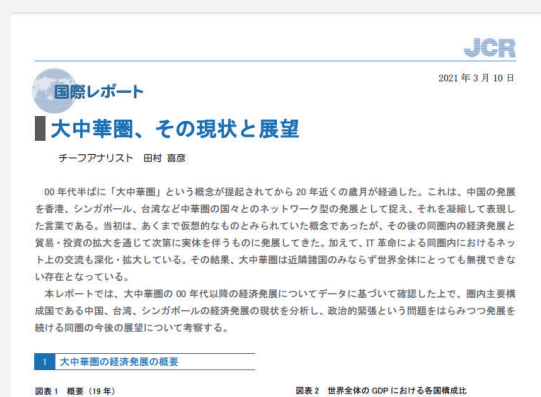 JCR
2021 年 3 月 10 日
国際レポート
大中華圏、その現状と展望
チーフアナリスト 田村 喜彦
00 年代半ばに「大中華圏」という概念が提起されてから 20 年近くの歳月が経過した。これは、中国の発展
を香港、シンガポール、台湾など中華圏の国々とのネットワーク型の発展として捉え、それを凝縮して表現し
た言葉である。当初は、あくまで仮想的なものとみられていた概念であったが、その後の同圏内の経済発展と
貿易・投資の拡大を通じて次第に実体を伴うものに発展してきた。加えて、IT 革命による同圏内におけるネッ
ト上の交流も深化・拡大している。その結果、大中華圏は近隣諸国のみならず世界全体にとっても無視できな
い存在となっている。
本レポートでは、大中華圏の 00 年代以降の経済発展についてデータに基づいて確認した上で、圏内主要構
成国である中国、台湾、シンガポールの経済発展の現状を分析し、政治的緊張という問題をはらみつつ発展を
続ける同圏の今後の展望について考察する。
1 大中華圏の経済発展の概要
図表 1 概要（19 年）
図表 2 世界全体の GDP における各国構成比